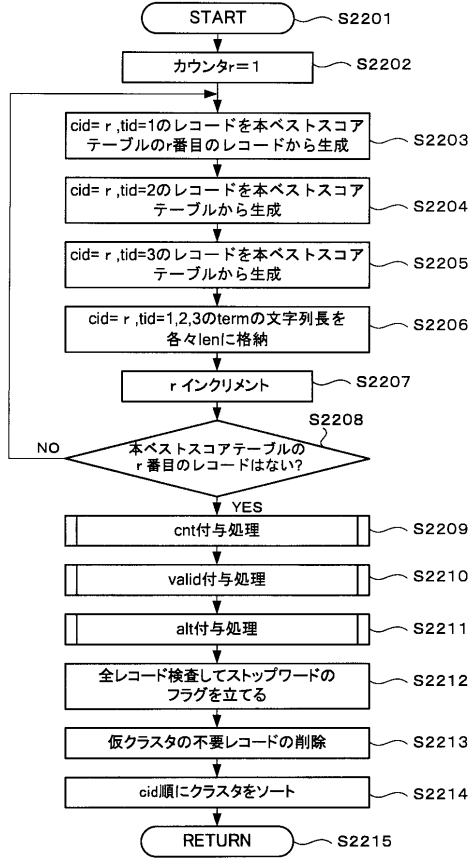 START
S2201
カウンタr＝1
S2202
cid= r ,tid=1のレコードを本ベストスコア
テーブルのr番目のレコードから生成
S2203
cid= r ,tid=2のレコードを本ベストスコア
テーブルから生成
S2204
cid= r ,tid=3のレコードを本ベストスコア
テーブルから生成
S2205
cid= r ,tid=1,2,3のtermの文字列長を
各々lenに格納
S2206
r インクリメント
S2207
S2208
NO
本ベストスコアテーブルの
r 番目のレコードはない?
YES
cnt付与処理
S2209
valid付与処理
S2210
alt付与処理
S2211
全レコード検査してストップワードの
フラグを立てる
S2212
仮クラスタの不要レコードの削除
S2213
cid順にクラスタをソート
S2214
RETURN
S2215